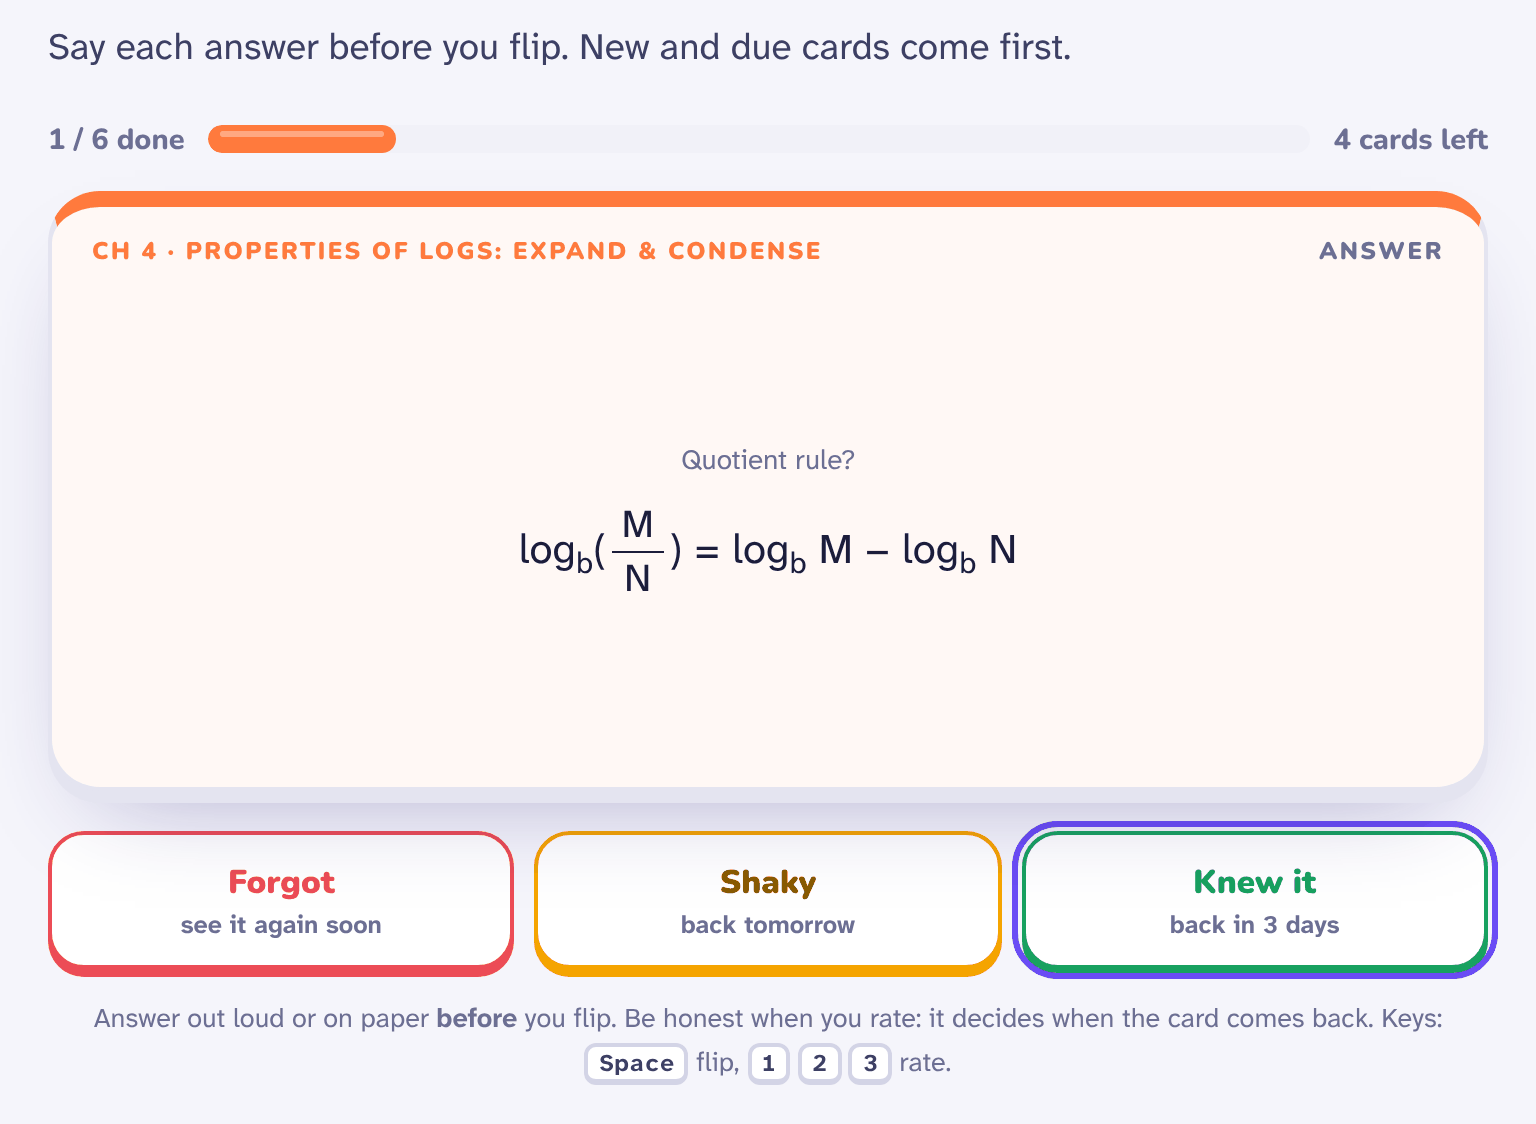 Say each answer before you flip. New and due cards come first.
1 / 6 done
4 cards left
CH 4 · PROPERTIES OF LOGS: EXPAND & CONDENSE
ANSWER
Quotient rule?
log_b(M/N) = log_b M – log_b N
Forgot
see it again soon
Shaky
back tomorrow
Knew it
back in 3 days
Answer out loud or on paper before you flip. Be honest when you rate: it decides when the card comes back. Keys:
Space flip, 1 2 3 rate.